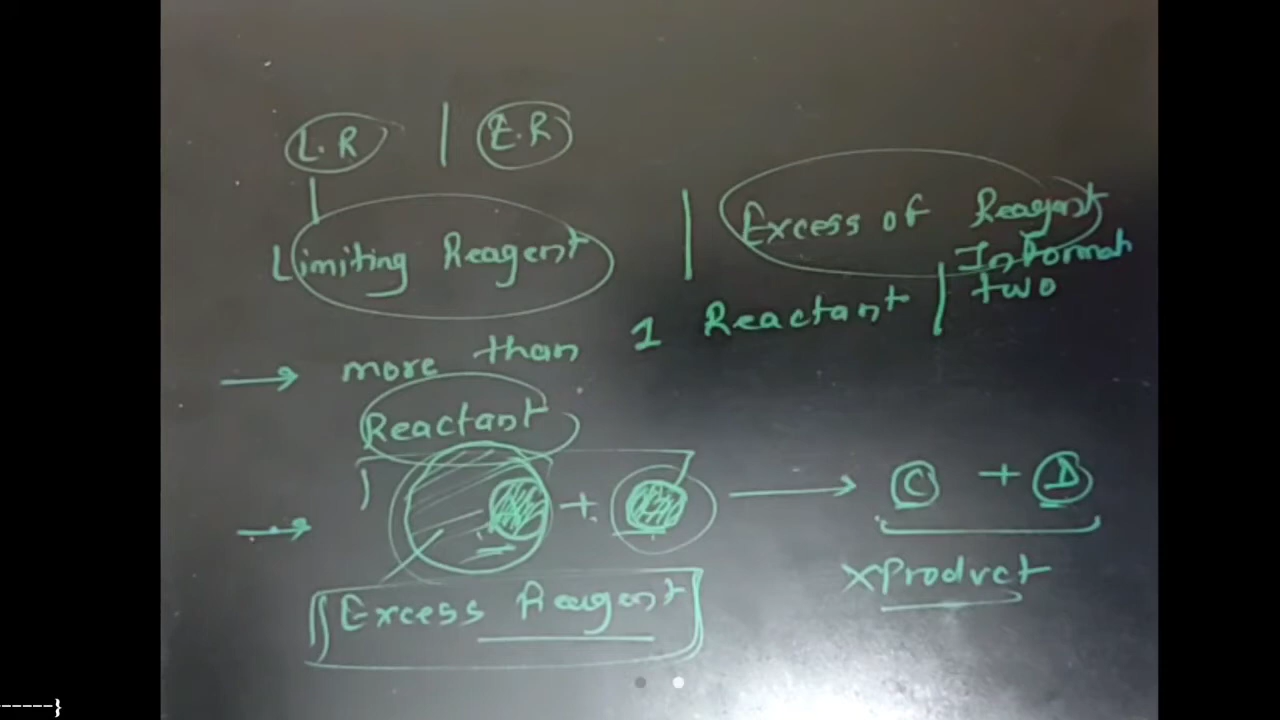 L.R | E.R
Limiting Reagent | Excess of Reagent
→ more than 1 Reactant | Informat
two
Reactant
→ + → C + D
Excess Reagent
xProduct
-----}